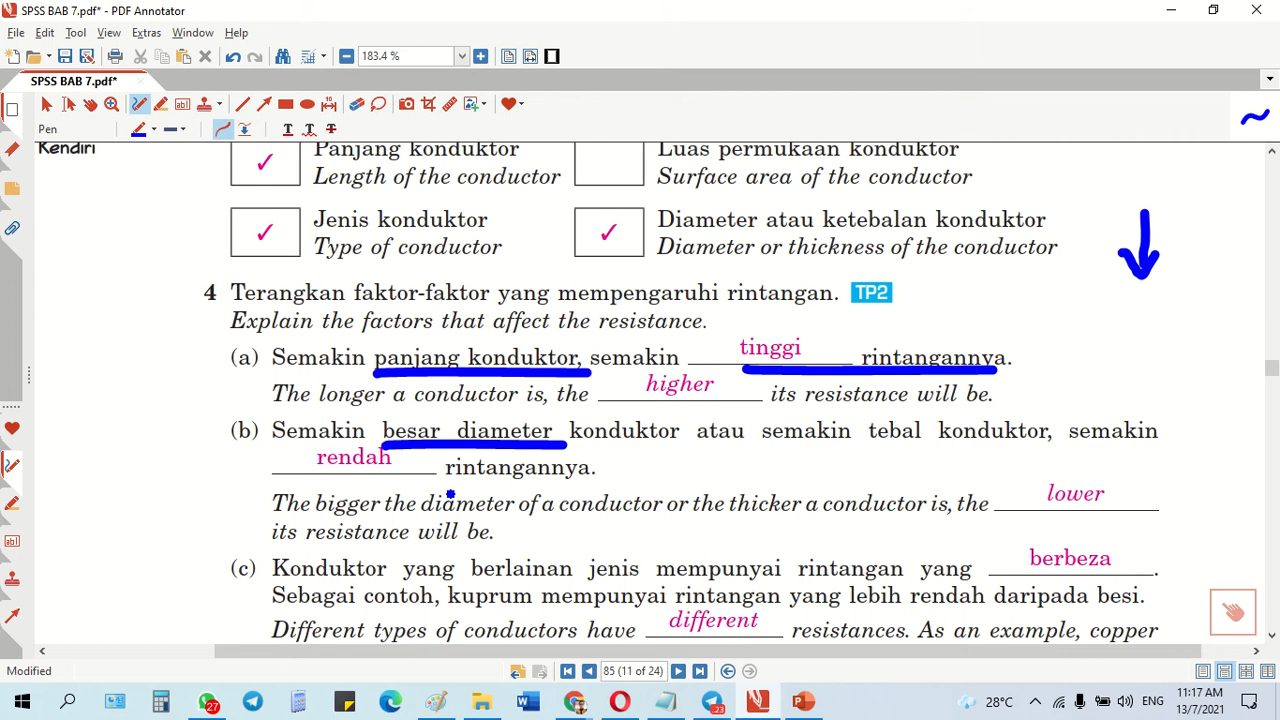 SPSS BAB 7.pdf* - PDF Annotator
File Edit Tool View Extras Window Help
183.4 %
SPSS BAB 7.pdf*
Pen
Kendiri
✓ Panjang konduktor Luas permukaan konduktor
Length of the conductor Surface area of the conductor
✓ Jenis konduktor ✓ Diameter atau ketebalan konduktor
Type of conductor Diameter or thickness of the conductor
4 Terangkan faktor-faktor yang mempengaruhi rintangan. TP2
Explain the factors that affect the resistance.
(a) Semakin panjang konduktor, semakin tinggi rintangannya.
The longer a conductor is, the higher its resistance will be.
(b) Semakin besar diameter konduktor atau semakin tebal konduktor, semakin
rendah rintangannya.
The bigger the diameter of a conductor or the thicker a conductor is, the lower
its resistance will be.
(c) Konduktor yang berlainan jenis mempunyai rintangan yang berbeza.
Sebagai contoh, kuprum mempunyai rintangan yang lebih rendah daripada besi.
Different types of conductors have different resistances. As an example, copper
Modified 85 (11 of 24)
27 23 28°C ENG 11:17 AM
13/7/2021